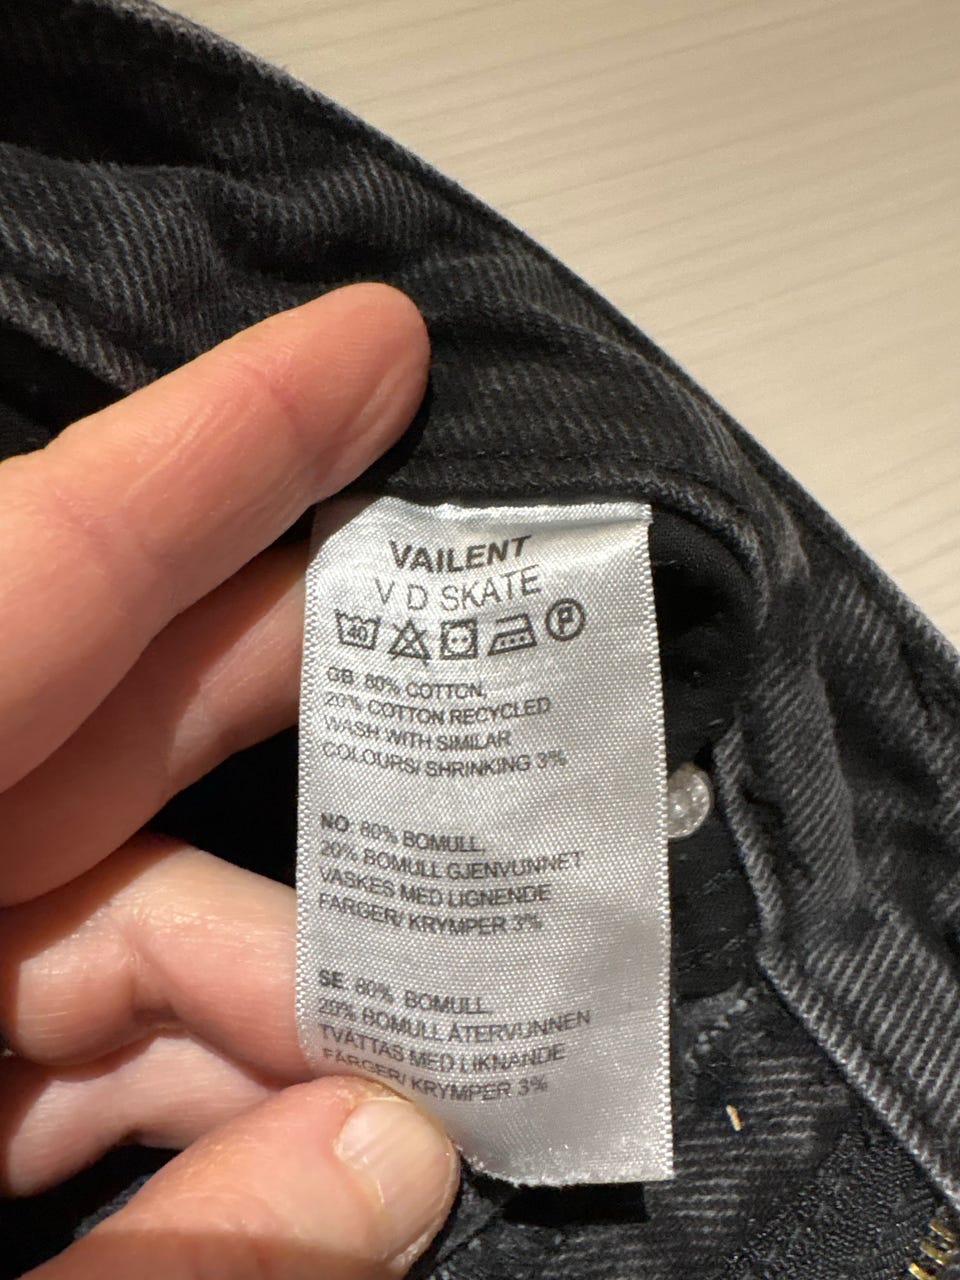 VAILENT
V D SKATE
40 P
GB: 80% COTTON,
20% COTTON RECYCLED
WASH WITH SIMILAR
COLOURS/ SHRINKING 3%
NO: 80% BOMULL,
20% BOMULL GJENVUNNET
VASKES MED LIGNENDE
FARGER/ KRYMPER 3%
SE: 80% BOMULL,
20% BOMULL ÅTERVUNNEN
TVÄTTAS MED LIKNANDE
FÄRGER/ KRYMPER 3%